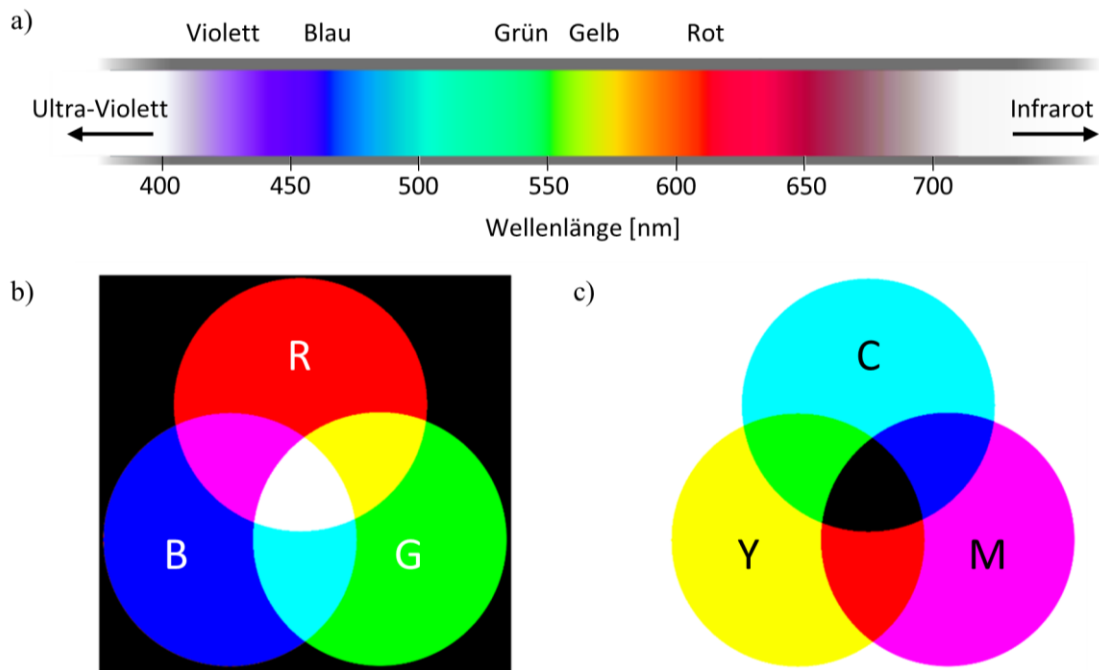 a)
Violett Blau Grün Gelb Rot
Ultra-Violett Infrarot
400 450 500 550 600 650 700
Wellenlänge [nm]
b) c)
R C
B G Y M